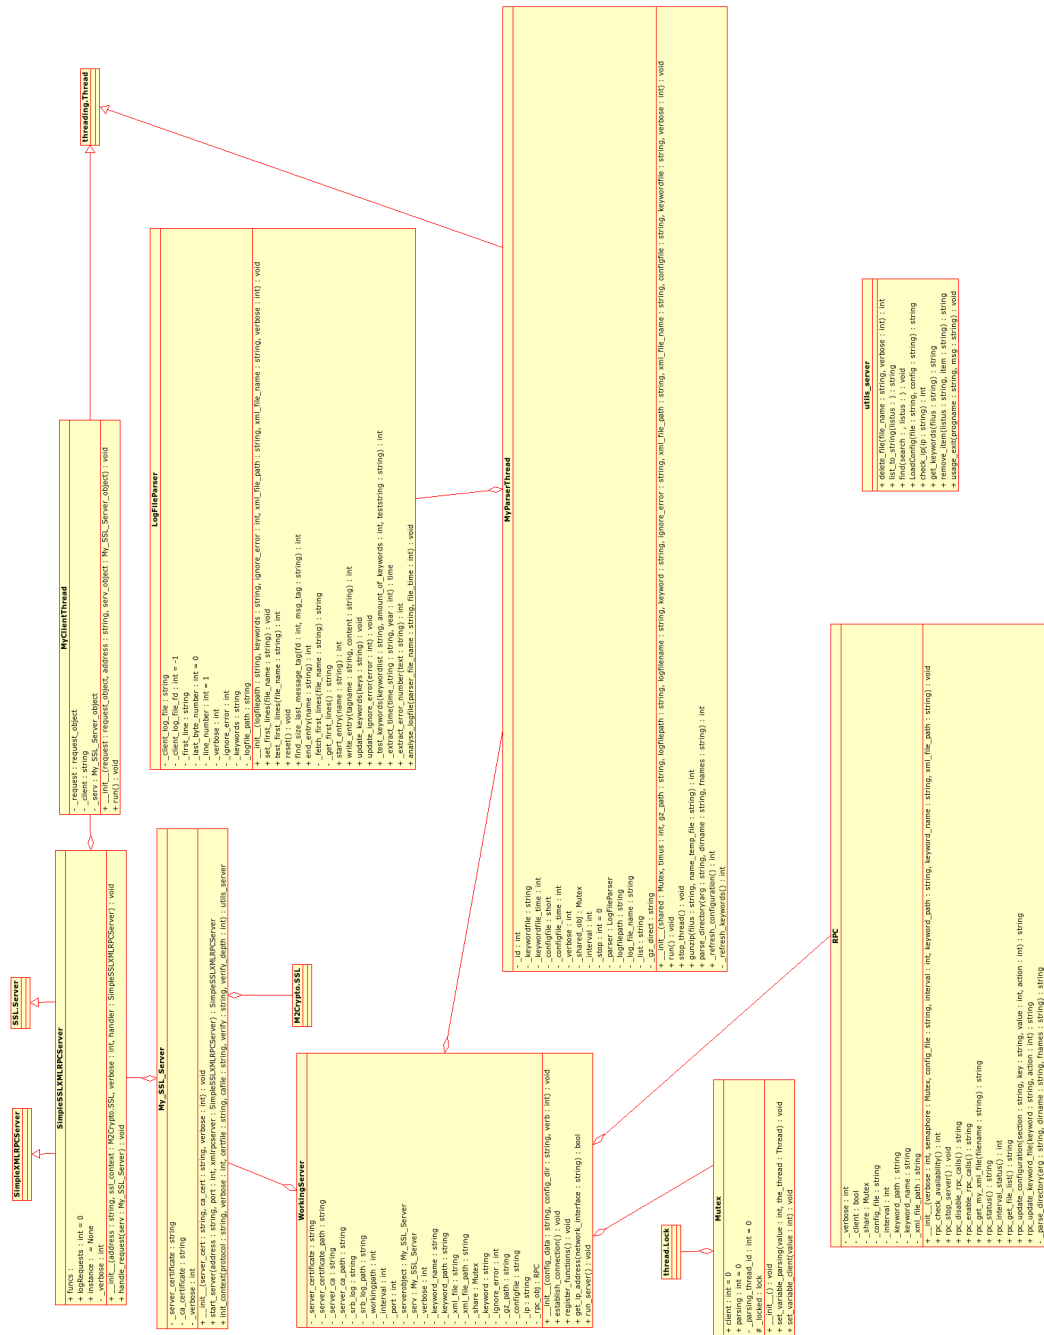 threading.Thread
MyClientThread
- _request : request_object
- _client : string
- _serv : My_SSL_Server_object
+ __init__(request : request_object, address : string, serv_object : My_SSL_Server_object) : void
+ run() : void
LogFileParser
- _client_log_file : string
- _client_log_file_fd : int = -1
- _first_line : string
- _last_byte_number : int = 0
- _line_number : int = 1
- _verbose : int
- _ignore_error : int
- _keywords : string
- _logfile_path : string
+ __init__(logfilepath : string, keywords : string, ignore_error : int, xml_file_path : string, xml_file_name : string, verbose : int) : void
+ set_first_lines(file_name : string) : void
+ test_first_lines(file_name : string) : int
+ reset() : void
+ find_size_last_message_tag(fd : int, msg_tag : string) : int
+ end_entry(name : string) : int
- _fetch_first_lines(file_name : string) : string
- _get_first_lines() : string
+ start_entry(name : string) : int
+ write_entry(tagname : string, content : string) : int
+ update_keywords(keys : string) : void
+ update_ignore_error(error : int) : void
- _test_keywords(keywordlist : string, amount_of_keywords : int, teststring : string) : int
+ _extract_time(time_string : string, year : int) : time
+ _extract_error_number(text : string) : int
+ analyse_logfile(parser_file_name : string, file_time : int) : void
MyParserThread
- _id : int
- _keywordfile : string
- _keywordfile_time : int
- _configfile : short
- _configfile_time : int
- _verbose : int
- _shared_obj : Mutex
- _interval : int
- _stop : int = 0
- _parser : LogFileParser
- _logfilepath : string
- _log_file_name : string
- _list : string
- _gz_direct : string
+ __init__(shared : Mutex, timus : int, gz_path : string, logfilepath : string, logfilename : string, keyword : string, ignore_error : string, xml_file_path : string, xml_file_name : string, configfile : string, keywordfile : string, verbose : int) : void
+ run() : void
+ stop_thread() : void
+ gunzip(filus : string, name_temp_file : string) : int
+ parse_directory(arg : string, dirname : string, fnames : string) : int
+ _refresh_configuration() : int
- _refresh_keywords() : int
utils_server
+ delete_file(file_name : string, verbose : int) : int
+ list_to_string(listus : ) : string
+ find(search : , listus : ) : void
+ LoadConfig(file : string, config : string) : string
+ check_ip(ip : string) : int
+ get_keywords(filus : string) : string
+ remove_item(listus : string, item : string) : string
+ usage_exit(progname : string, msg : string) : void
SSL.Server
SimpleXMLRPCServer
SimpleSSLXMLRPCServer
+ funcs :
+ logRequests : int = 0
+ instance : = None
- _verbose : int
+ __init__(address : string, ssl_context : M2Crypto.SSL, verbose : int, handler : SimpleSSLXMLRPCServer) : void
+ handle_request(serv : My_SSL_Server) : void
My_SSL_Server
- _server_certificate : string
- _ca_certificate : string
- _verbose : int
+ __init__(server_cert : string, ca_cert : string, verbose : int) : void
+ start_server(address : string, port : int, xmlrpcserver : SimpleSSLXMLRPCServer) : SimpleSSLXMLRPCServer
+ init_context(protocol : string, verbose : int, certfile : string, cafile : string, verify : string, verify_depth : int) : utils_server
M2Crypto.SSL
WorkingServer
- _server_certificate : string
- _server_certificate_path : string
- _server_ca : string
- _server_ca_path : string
- _srb_log : string
- _srb_log_path : string
- _workingpath : int
- _interval : int
- _port : int
- _serverobject : My_SSL_Server
- _serv : My_SSL_Server
- _verbose : int
- _keyword_name : string
- _keyword_path : string
- _xml_file : string
- _xml_file_path : string
- _share : Mutex
- _keyword : string
- _ignore_error : int
- _gz_path : string
- _configfile : string
- _ip : string
- _rpc_obj : RPC
+ __init__(config_data : string, config_dir : string, verb : int) : void
+ establish_connection() : void
+ register_functions() : void
+ get_ip_address(network_interface : string) : bool
+ run_server() : void
thread.Lock
Mutex
+ client : int = 0
+ parsing : int = 0
- _parsing_thread_id : int = 0
# _locked : lock
+ __init__() : void
+ set_variable_parsing(value : int, the_thread : Thread) : void
+ set_variable_client(value : int) : void
RPC
- _verbose : int
- _client : bool
- _share : Mutex
- _config_file : string
- _interval : int
- _keyword_path : string
- _keyword_name : string
- _xml_file_path : string
+ __init__(verbose : int, semaphore : Mutex, config_file : string, interval : int, keyword_path : string, keyword_name : string, xml_file_path : string) : void
+ rpc_check_availability() : int
+ rpc_stop_server() : void
+ rpc_disable_rpc_calls() : string
+ rpc_enable_rpc_calls() : string
+ rpc_get_my_xml_file(filename : string) : string
+ rpc_status() : string
+ rpc_interval_status() : int
+ rpc_get_file_list() : string
+ rpc_update_configuration(section : string, key : string, value : int, action : int) : string
+ rpc_update_keyword_file(keyword : string, action : int) : string
- _parse_directory(arg : string, dirname : string, fnames : string) : string